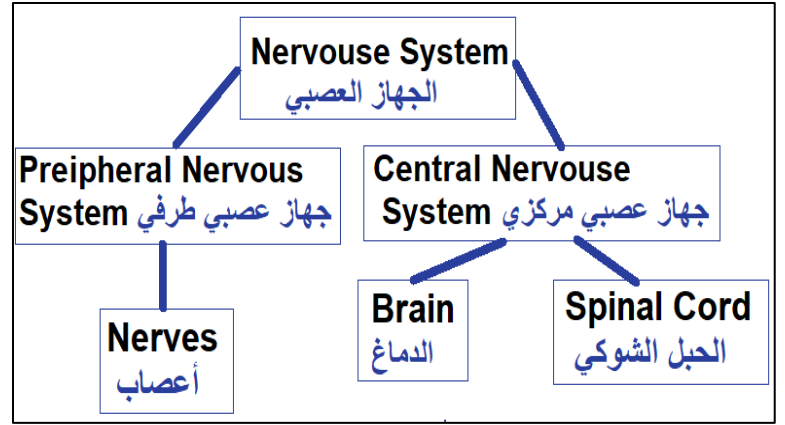 Nervouse System
الجهاز العصبي
Preipheral Nervous
System جهاز عصبي طرفي
Central Nervouse
System جهاز عصبي مركزي
Nerves
أعصاب
Brain
الدماغ
Spinal Cord
الحبل الشوكي